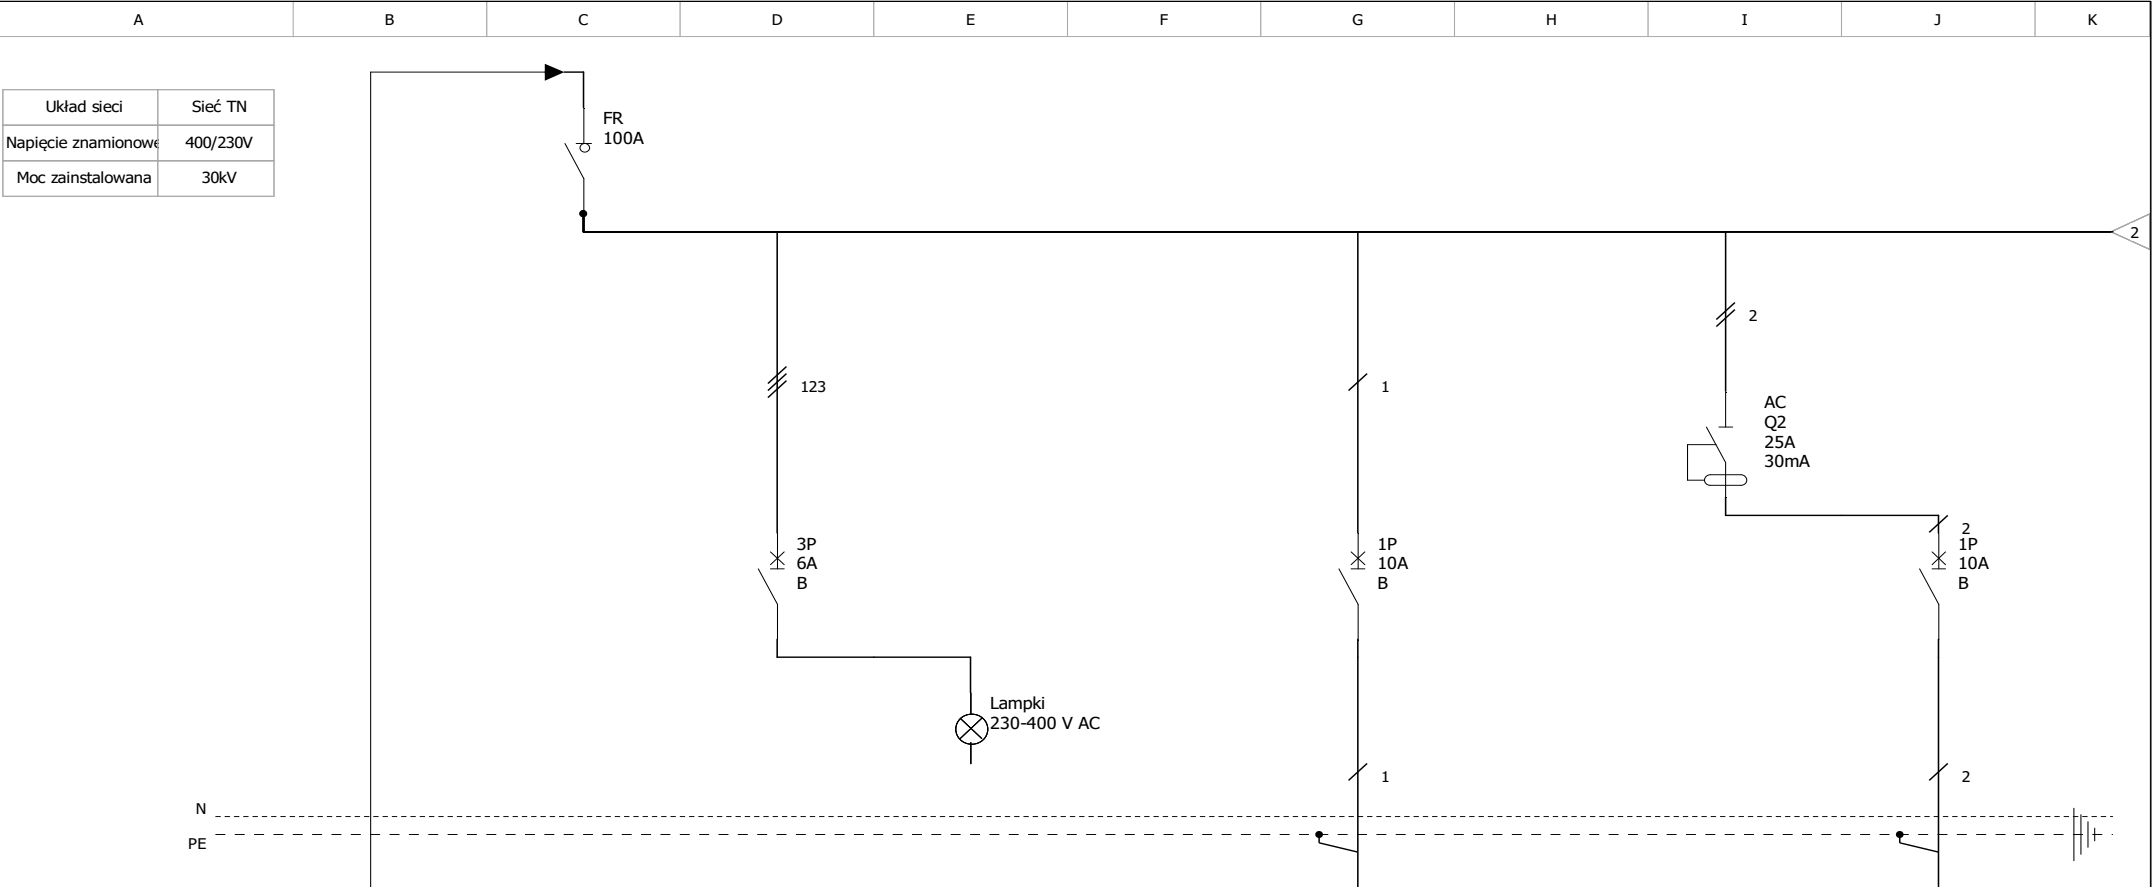 A B C D E F G H I J K
Układ sieci Sieć TN
Napięcie znamionowe 400/230V
Moc zainstalowana 30kV
FR
100A
2
2
123
1
AC
Q2
25A
30mA
2
3P
6A
B
1P
10A
B
1P
10A
B
Lampki
230-400 V AC
1
2
N
PE